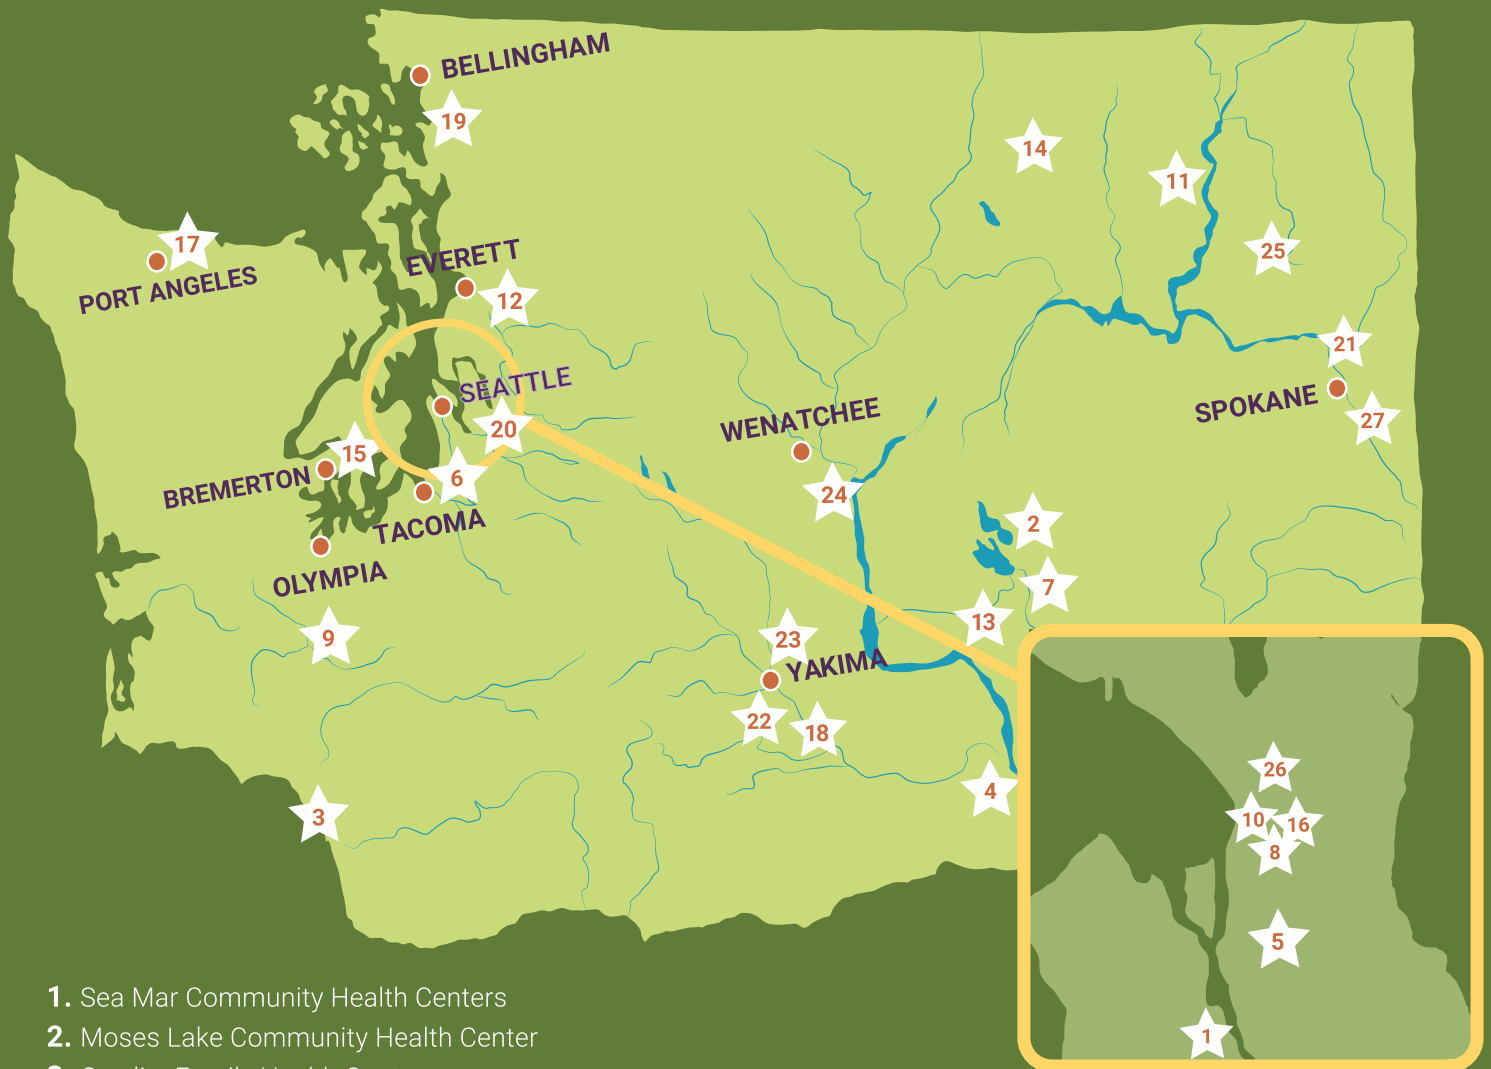 BELLINGHAM
19
14
11
17
PORT ANGELES
EVERETT
12
25
21
SEATTLE
SPOKANE
27
WENATCHEE
20
15
6
BREMERTON
24
TACOMA
2
OLYMPIA
7
9
13
23
YAKIMA
22
18
4
3
26
10
16
8
5
1
1. Sea Mar Community Health Centers
2. Moses Lake Community Health Center